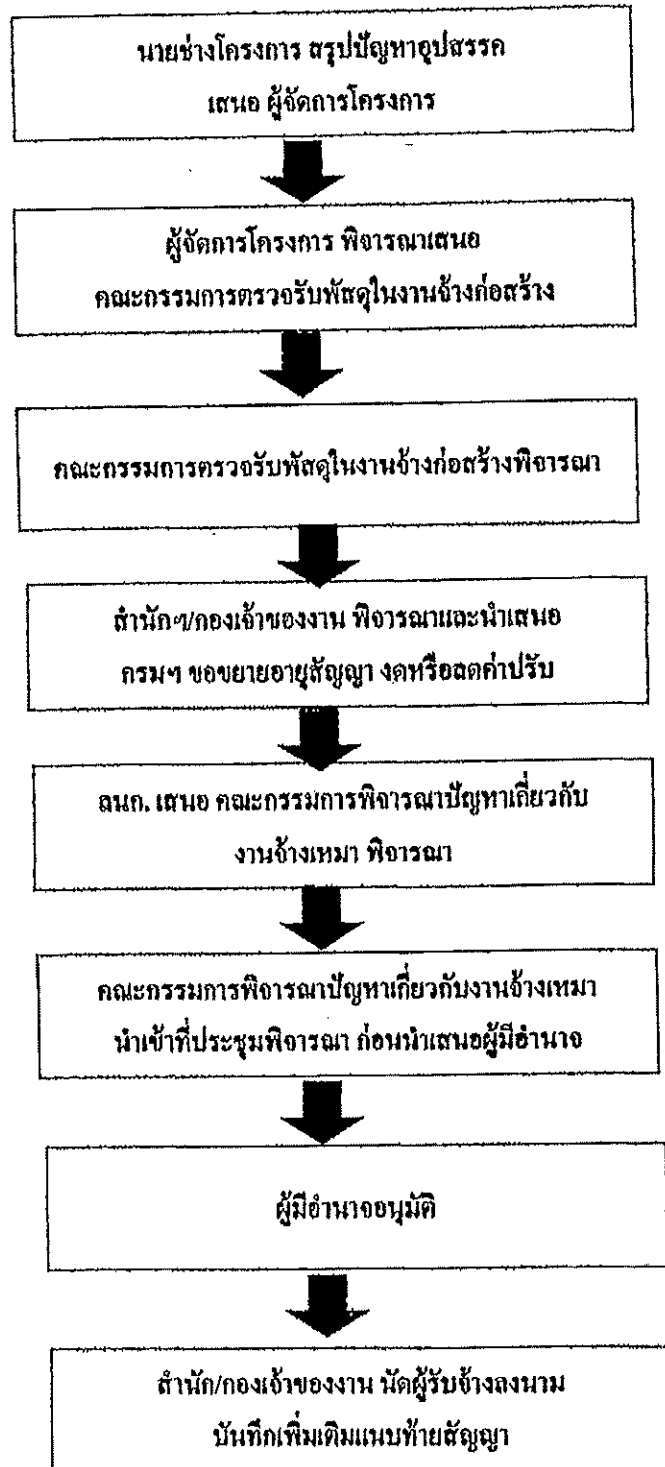 นายช่างโครงการ สรุปปัญหาอุปสรรค
เสนอ ผู้จัดการโครงการ
ผู้จัดการโครงการ พิจารณาเสนอ
คณะกรรมการตรวจรับพัสดุในงานจ้างก่อสร้าง
คณะกรรมการตรวจรับพัสดุในงานจ้างก่อสร้างพิจารณา
สำนักฯ/กองเจ้าของงาน พิจารณาและนำเสนอ
กรมฯ ขอขยายอายุสัญญา งดหรือลดค่าปรับ
ลนก. เสนอ คณะกรรมการพิจารณาปัญหาเกี่ยวกับ
งานจ้างเหมา พิจารณา
คณะกรรมการพิจารณาปัญหาเกี่ยวกับงานจ้างเหมา
นำเข้าที่ประชุมพิจารณา ก่อนนำเสนอผู้มีอำนาจ
ผู้มีอำนาจอนุมัติ
สำนัก/กองเจ้าของงาน นัดผู้รับจ้างลงนาม
บันทึกเพิ่มเติมแนบท้ายสัญญา